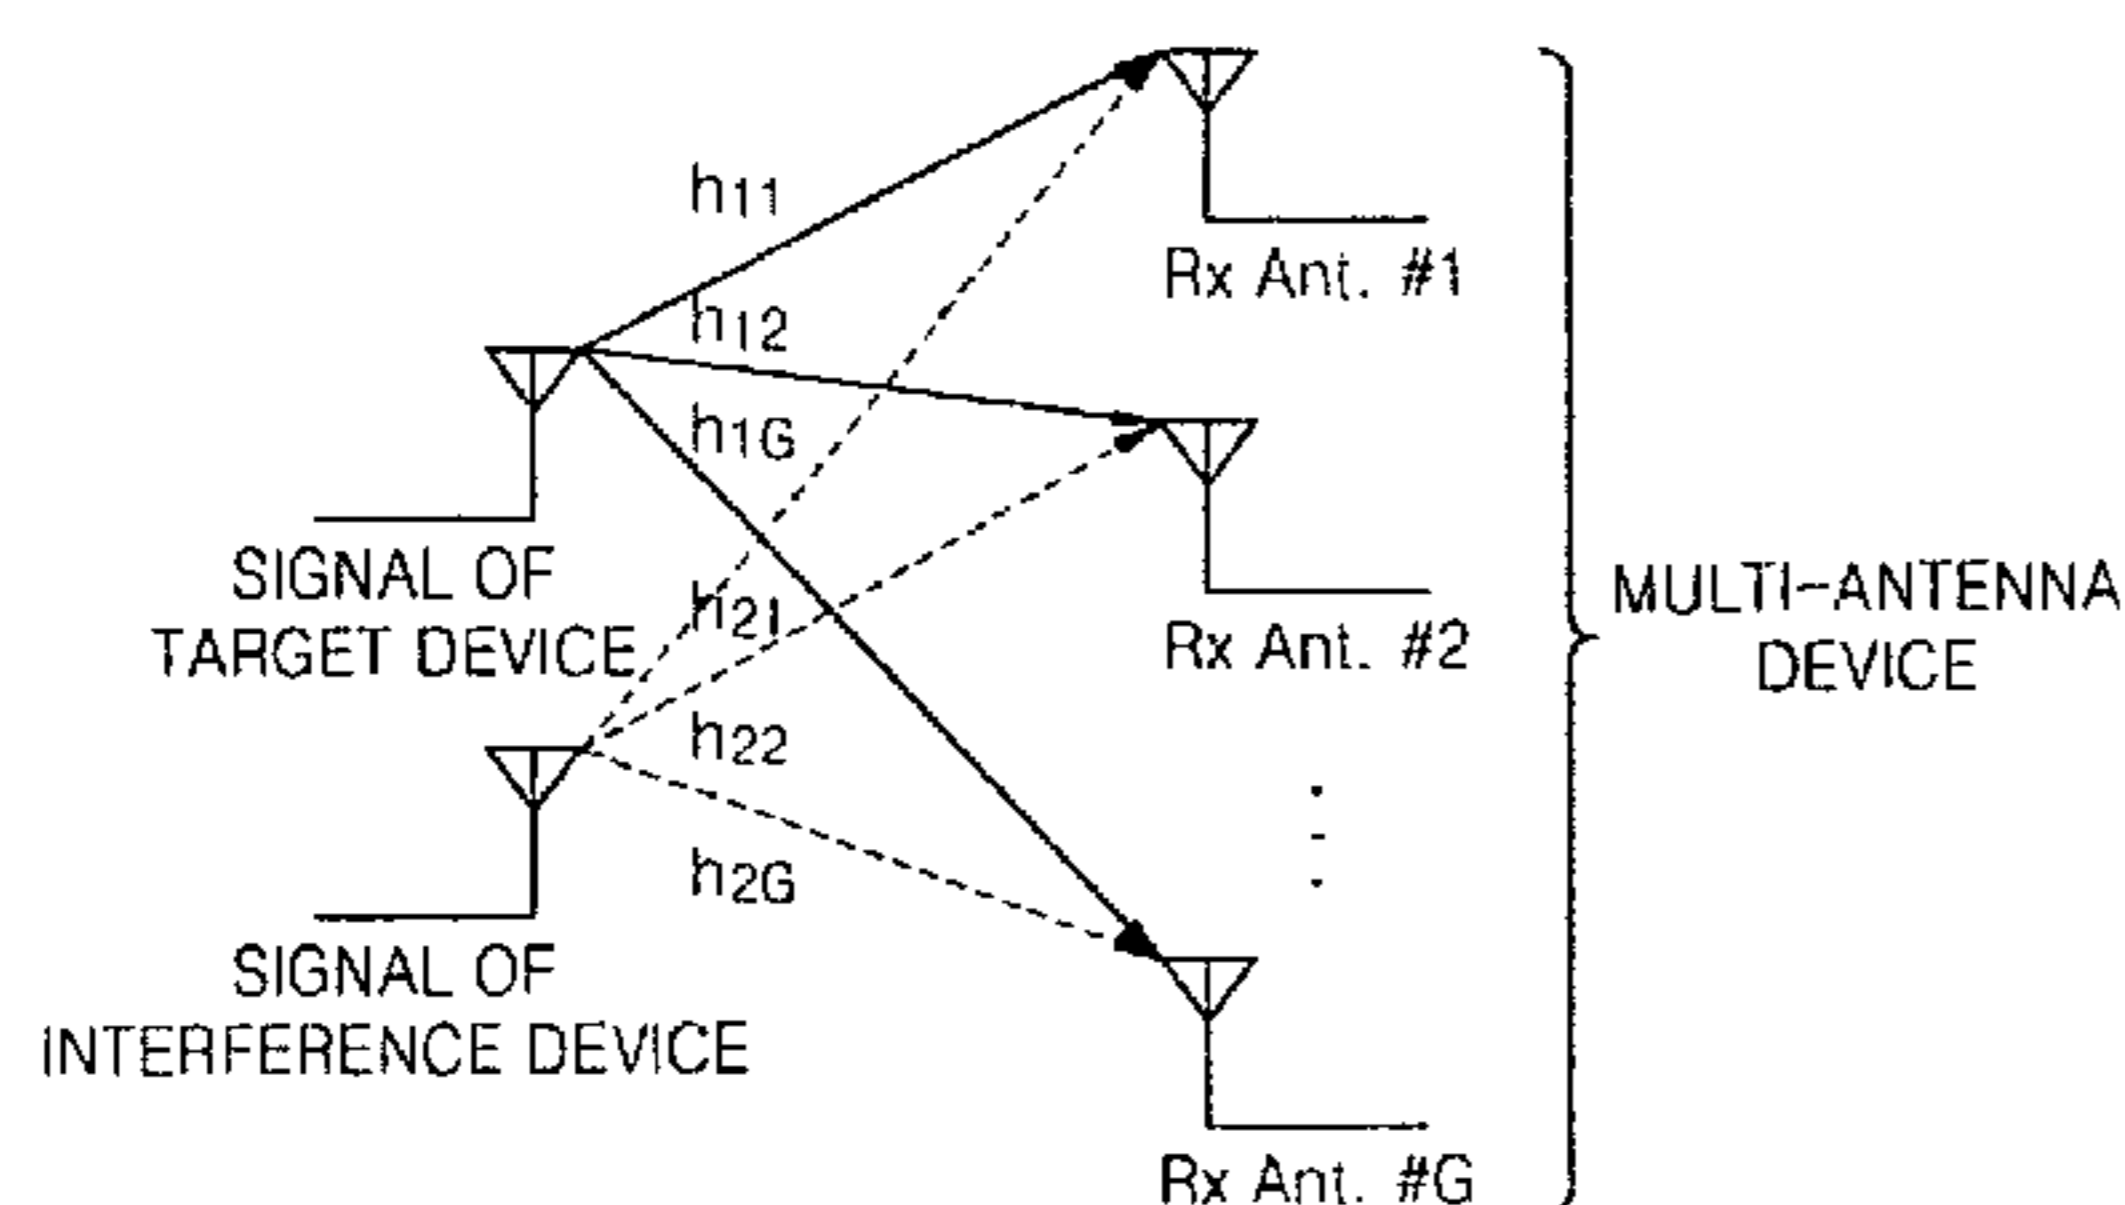 h11
Rx Ant. #1
h12
h1G
SIGNAL OF
TARGET DEVICE
h21
Rx Ant. #2
MULTI-ANTENNA
DEVICE
h22
h2G
SIGNAL OF
INTERFERENCE DEVICE
Rx Ant. #G